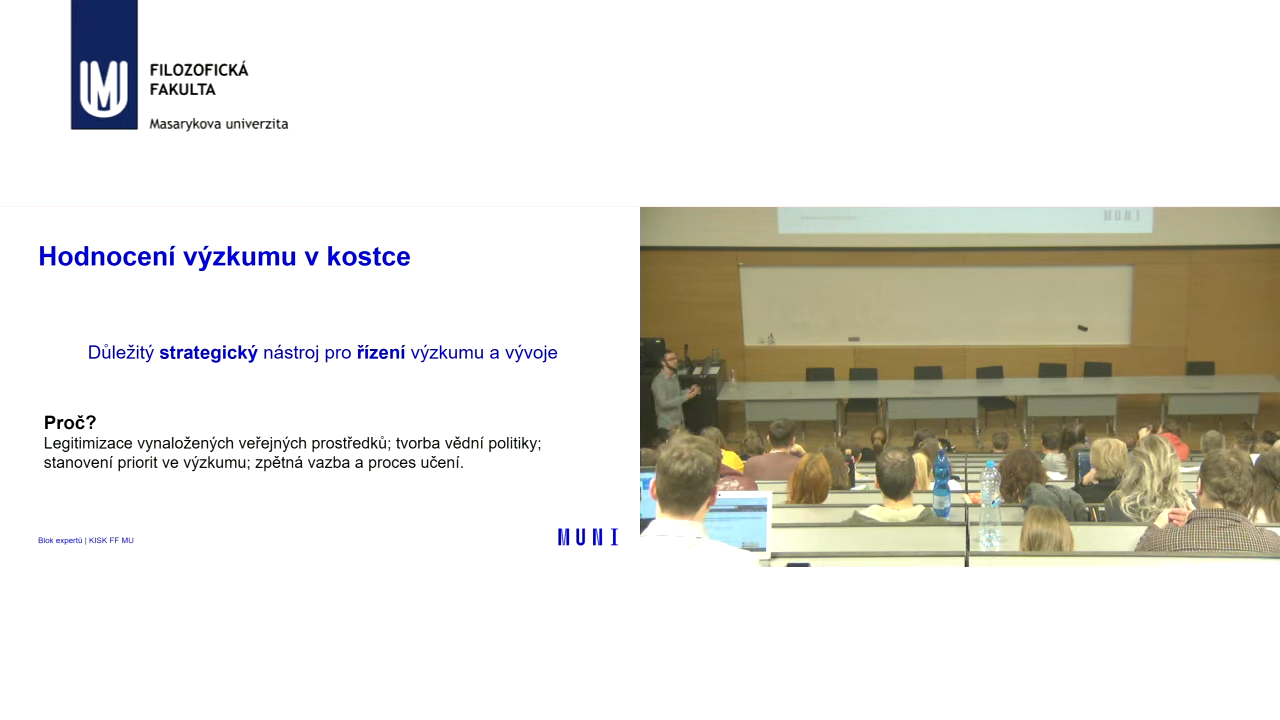 FILOZOFICKÁ
FAKULTA
Masarykova univerzita
Hodnocení výzkumu v kostce
Důležitý strategický nástroj pro řízení výzkumu a vývoje
Proč?
Legitimizace vynaložených veřejných prostředků; tvorba vědní politiky;
stanovení priorit ve výzkumu; zpětná vazba a proces učení.
Blok expertů | KISK FF MU
MUNI
MUNI